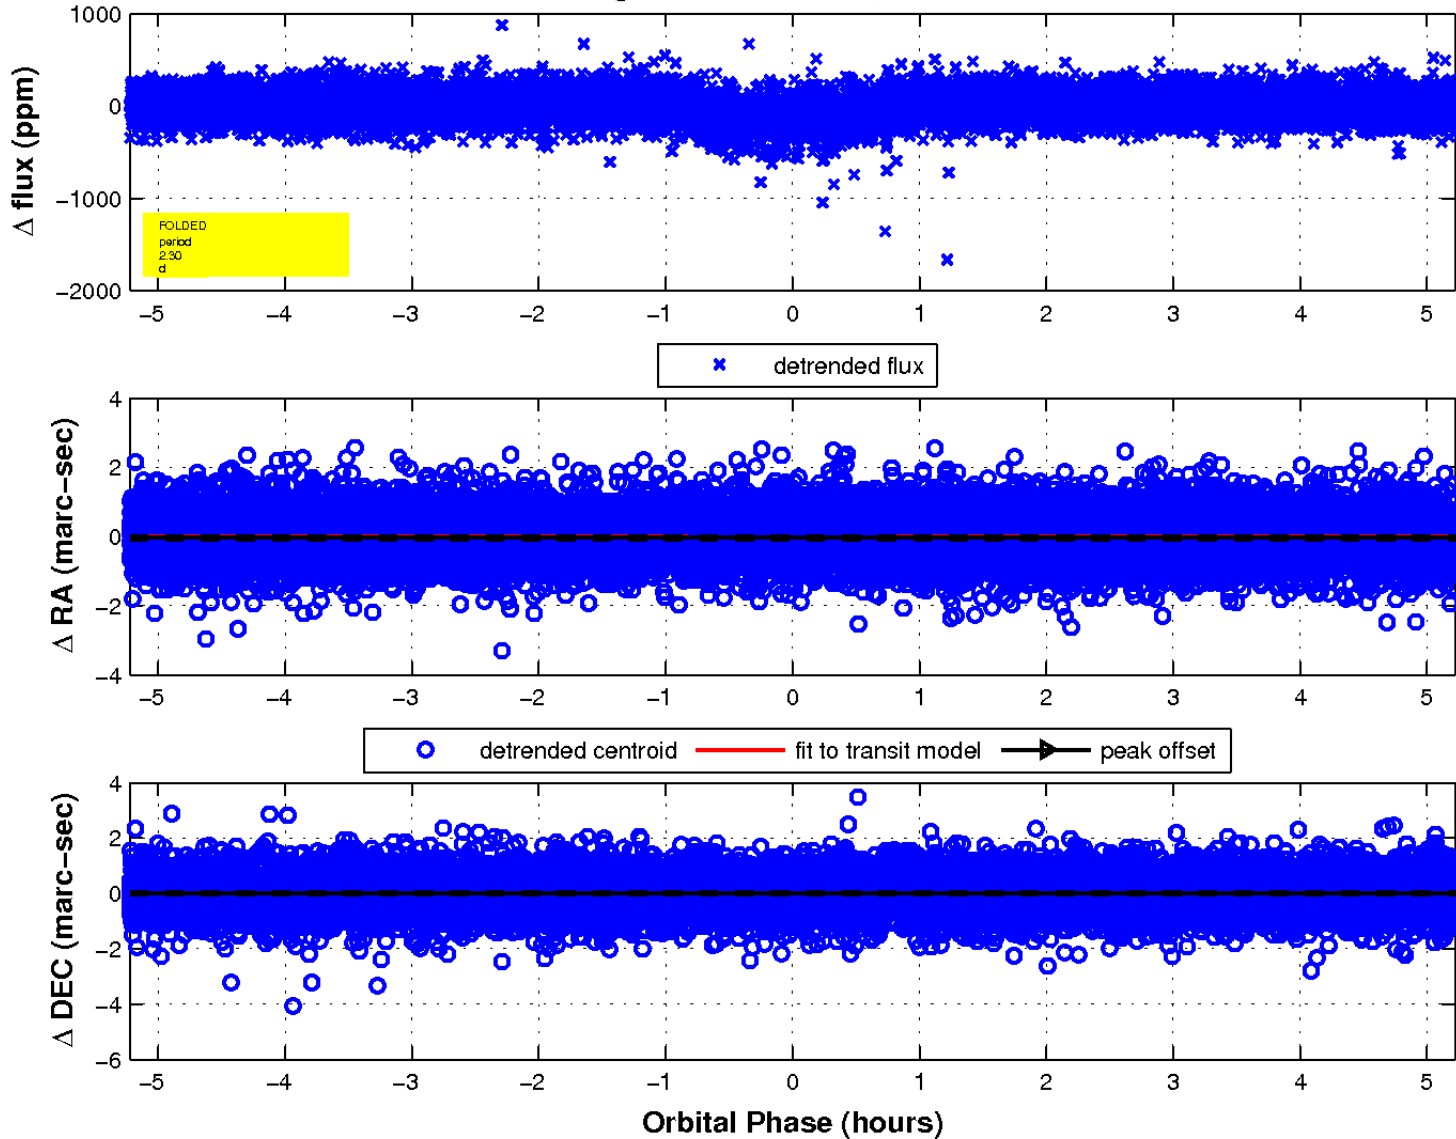 1000
0
−1000
−2000
Δ flux (ppm)
FOLDED
period
2.30
d
−5 −4 −3 −2 −1 0 1 2 3 4 5
detrended flux
4
2
0
−2
−4
Δ RA (marc−sec)
−5 −4 −3 −2 −1 0 1 2 3 4 5
detrended centroid fit to transit model peak offset
4
2
0
−2
−4
−6
Δ DEC (marc−sec)
−5 −4 −3 −2 −1 0 1 2 3 4 5
Orbital Phase (hours)